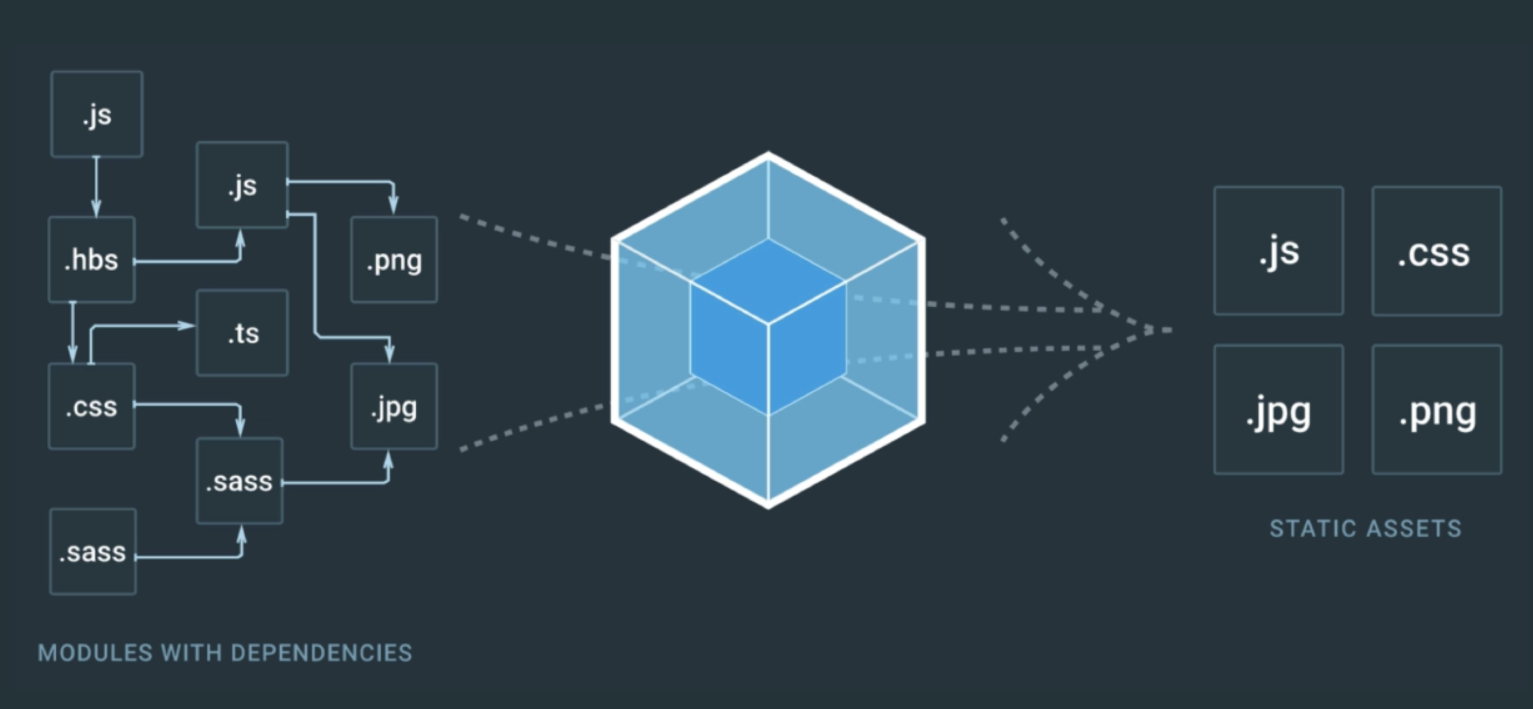 .js
.js
.hbs
.png
.ts
.css
.jpg
.sass
.sass
MODULES WITH DEPENDENCIES
.js
.css
.jpg
.png
STATIC ASSETS